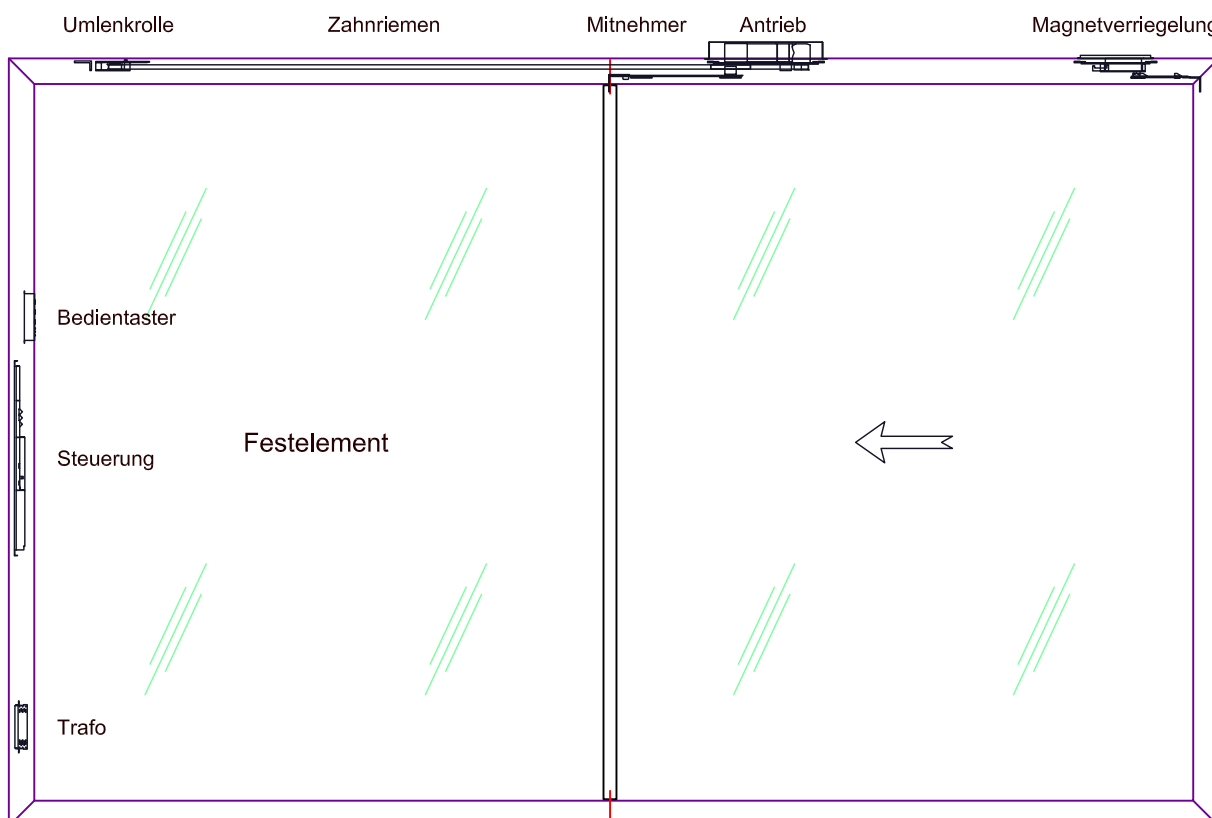 Umlenkrolle Zahnriemen Mitnehmer Antrieb Magnetverriegelung
Bedientaster
Festelement
Steuerung
Trafo